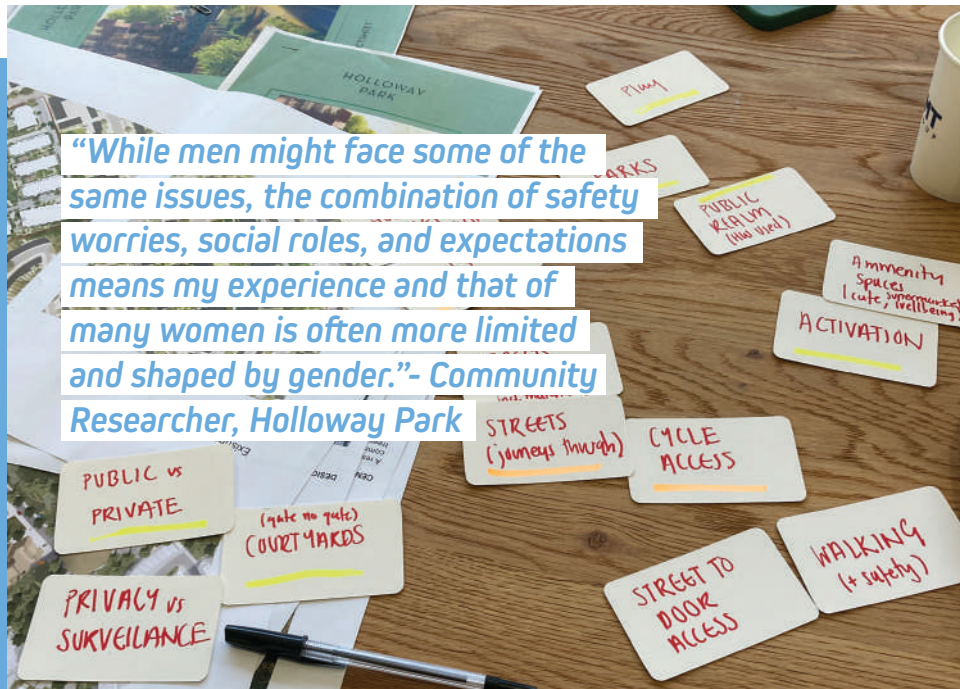 HOLLOWAY
PARK
“While men might face some of the
same issues, the combination of safety
worries, social roles, and expectations
means my experience and that of
many women is often more limited
and shaped by gender.”- Community
Researcher, Holloway Park
Play
PARKS
PUBLIC
REALM
(HW used)
Ammenity
Spaces
(cafe, supermarket,
wellbeing)
ACTIVATION
STREETS
(journeys through)
CYCLE
ACCESS
PUBLIC vs
PRIVATE
(gate no gate)
COURTYARDS
PRIVACY vs
SURVEILANCE
STREET TO
DOOR
ACCESS
WALKING
(+ safety)